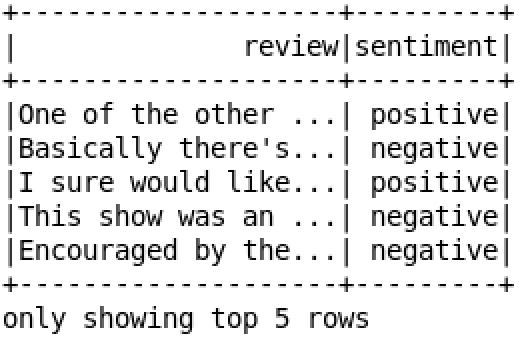 +--------------------+---------+
|              review|sentiment|
+--------------------+---------+
|One of the other ...| positive|
|Basically there's...| negative|
|I sure would like...| positive|
|This show was an ...| negative|
|Encouraged by the...| negative|
+--------------------+---------+
only showing top 5 rows